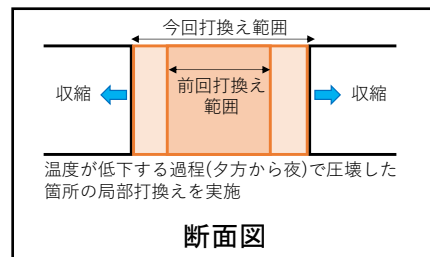 今回打換え範囲
前回打換え
範囲
収縮
収縮
温度が低下する過程(夕方から夜)で圧壊した
箇所の局部打換えを実施
断面図